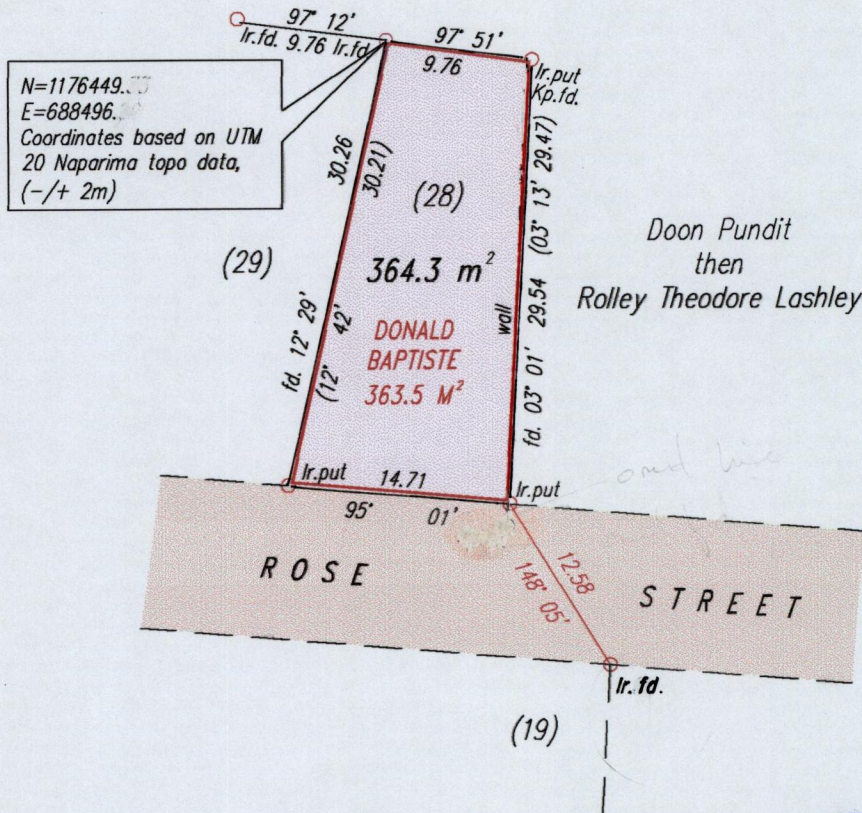 97° 12'
Ir.fd. 9.76 Ir.fd
97° 51'
9.76
Ir.put
Kp.fd.
N=1176449.
E=688496.
Coordinates based on UTM
20 Naparima topo data,
(-/+ 2m)
30.26
30.21)
fd. 12° 29'
(12° 42'
(28)
364.3 m²
DONALD
BAPTISTE
363.5 M²
wall
(03° 13' 29.47)
fd. 03° 01' 29.54
(29)
Doon Pundit
then
Rolley Theodore Lashley
Ir.put
14.71
Ir.put
95° 01'
ROSE STREET
12.58
148° 05'
Ir.fd.
(19)